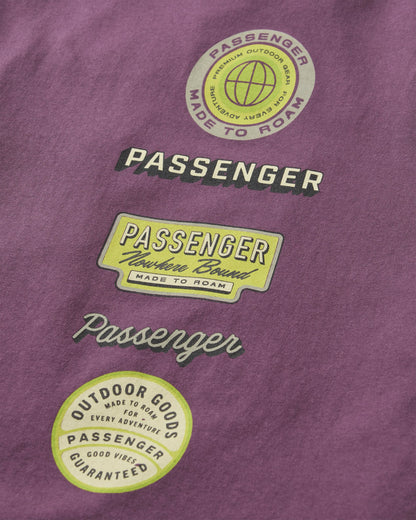 PASSENGER
PREMIUM OUTDOOR GEAR
FOR EVERY ADVENTURE
MADE TO ROAM
PASSENGER
PASSENGER
Nowhere Bound
MADE TO ROAM
Passenger
OUTDOOR GOODS
MADE TO ROAM
FOR
EVERY ADVENTURE
PASSENGER
GOOD VIBES
GUARANTEED